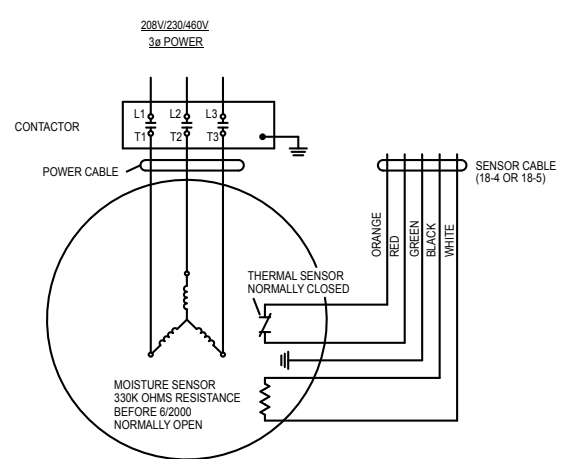 208V/230/460V
3ø POWER
L1 L2 L3
CONTACTOR
T1 T2 T3
POWER CABLE
SENSOR CABLE
(18-4 OR 18-5)
ORANGE
RED
GREEN
BLACK
WHITE
THERMAL SENSOR
NORMALLY CLOSED
MOISTURE SENSOR
330K OHMS RESISTANCE
BEFORE 6/2000
NORMALLY OPEN